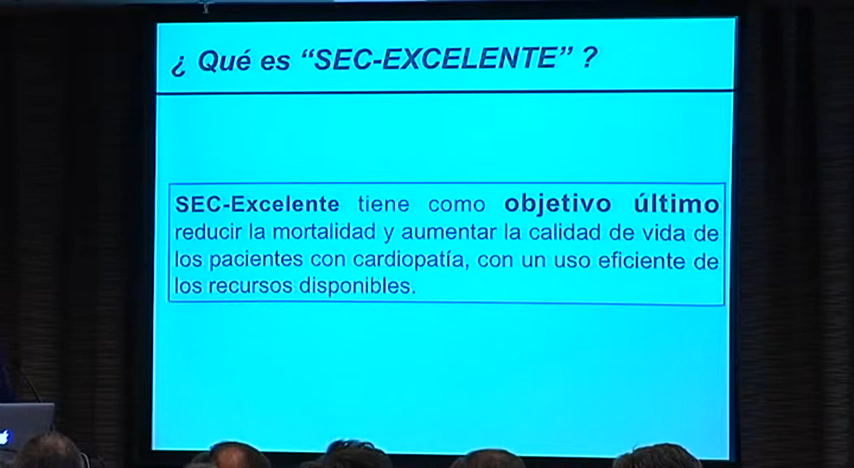 ¿ Qué es “SEC-EXCELENTE” ?
SEC-Excelente tiene como objetivo último
reducir la mortalidad y aumentar la calidad de vida de
los pacientes con cardiopatía, con un uso eficiente de
los recursos disponibles.